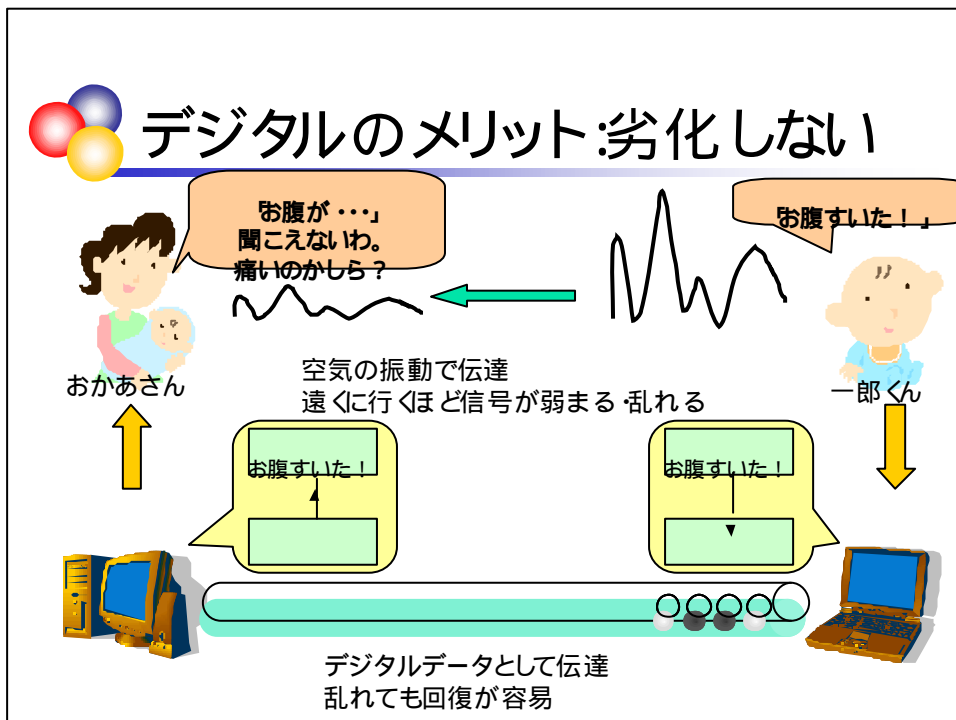 デジタルのメリット:劣化しない
「お腹が・・・」
聞こえないわ。
痛いのかしら？
「お腹すいた！」
おかあさん
空気の振動で伝達
遠くに行くほど信号が弱まる・乱れる
一郎くん
お腹すいた！
お腹すいた！
デジタルデータとして伝達
乱れても回復が容易